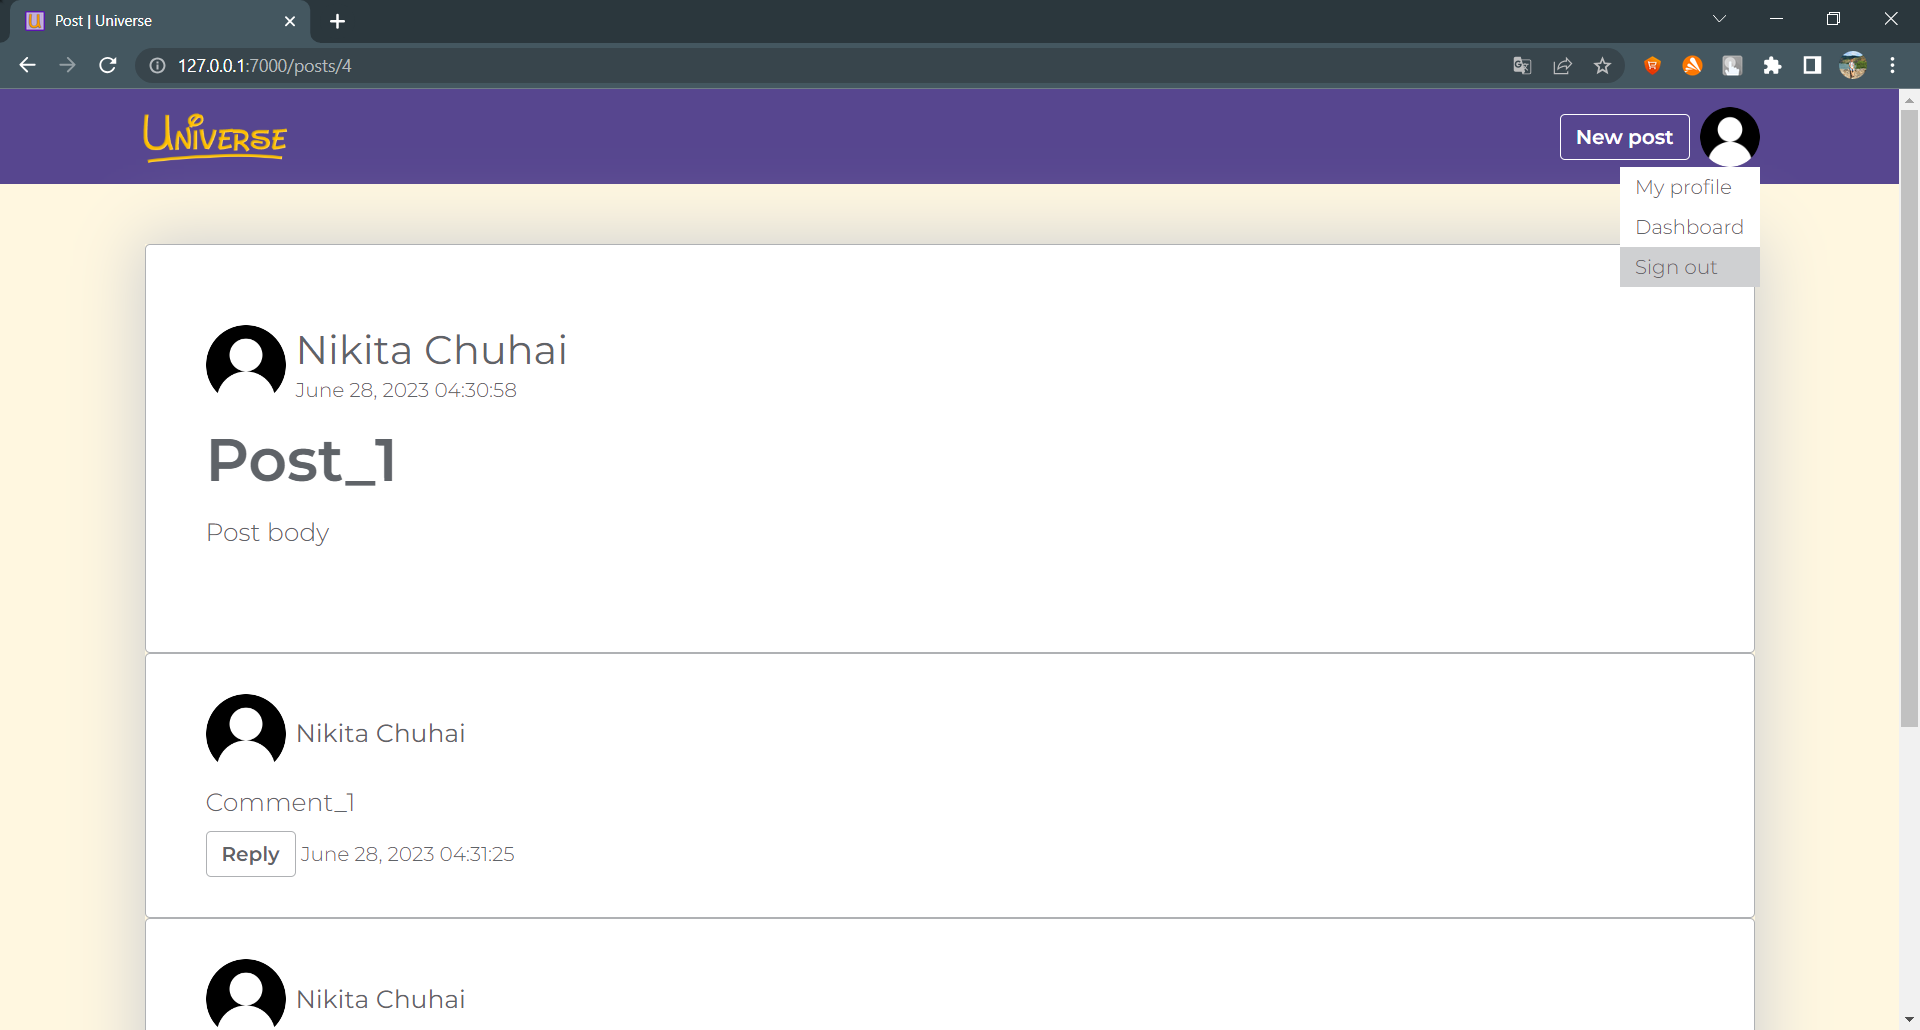 Post | Universe
127.0.0.1:7000/posts/4
UNIVERSE
New post
My profile
Dashboard
Sign out
Nikita Chuhai
June 28, 2023 04:30:58
Post_1
Post body
Nikita Chuhai
Comment_1
Reply June 28, 2023 04:31:25
Nikita Chuhai